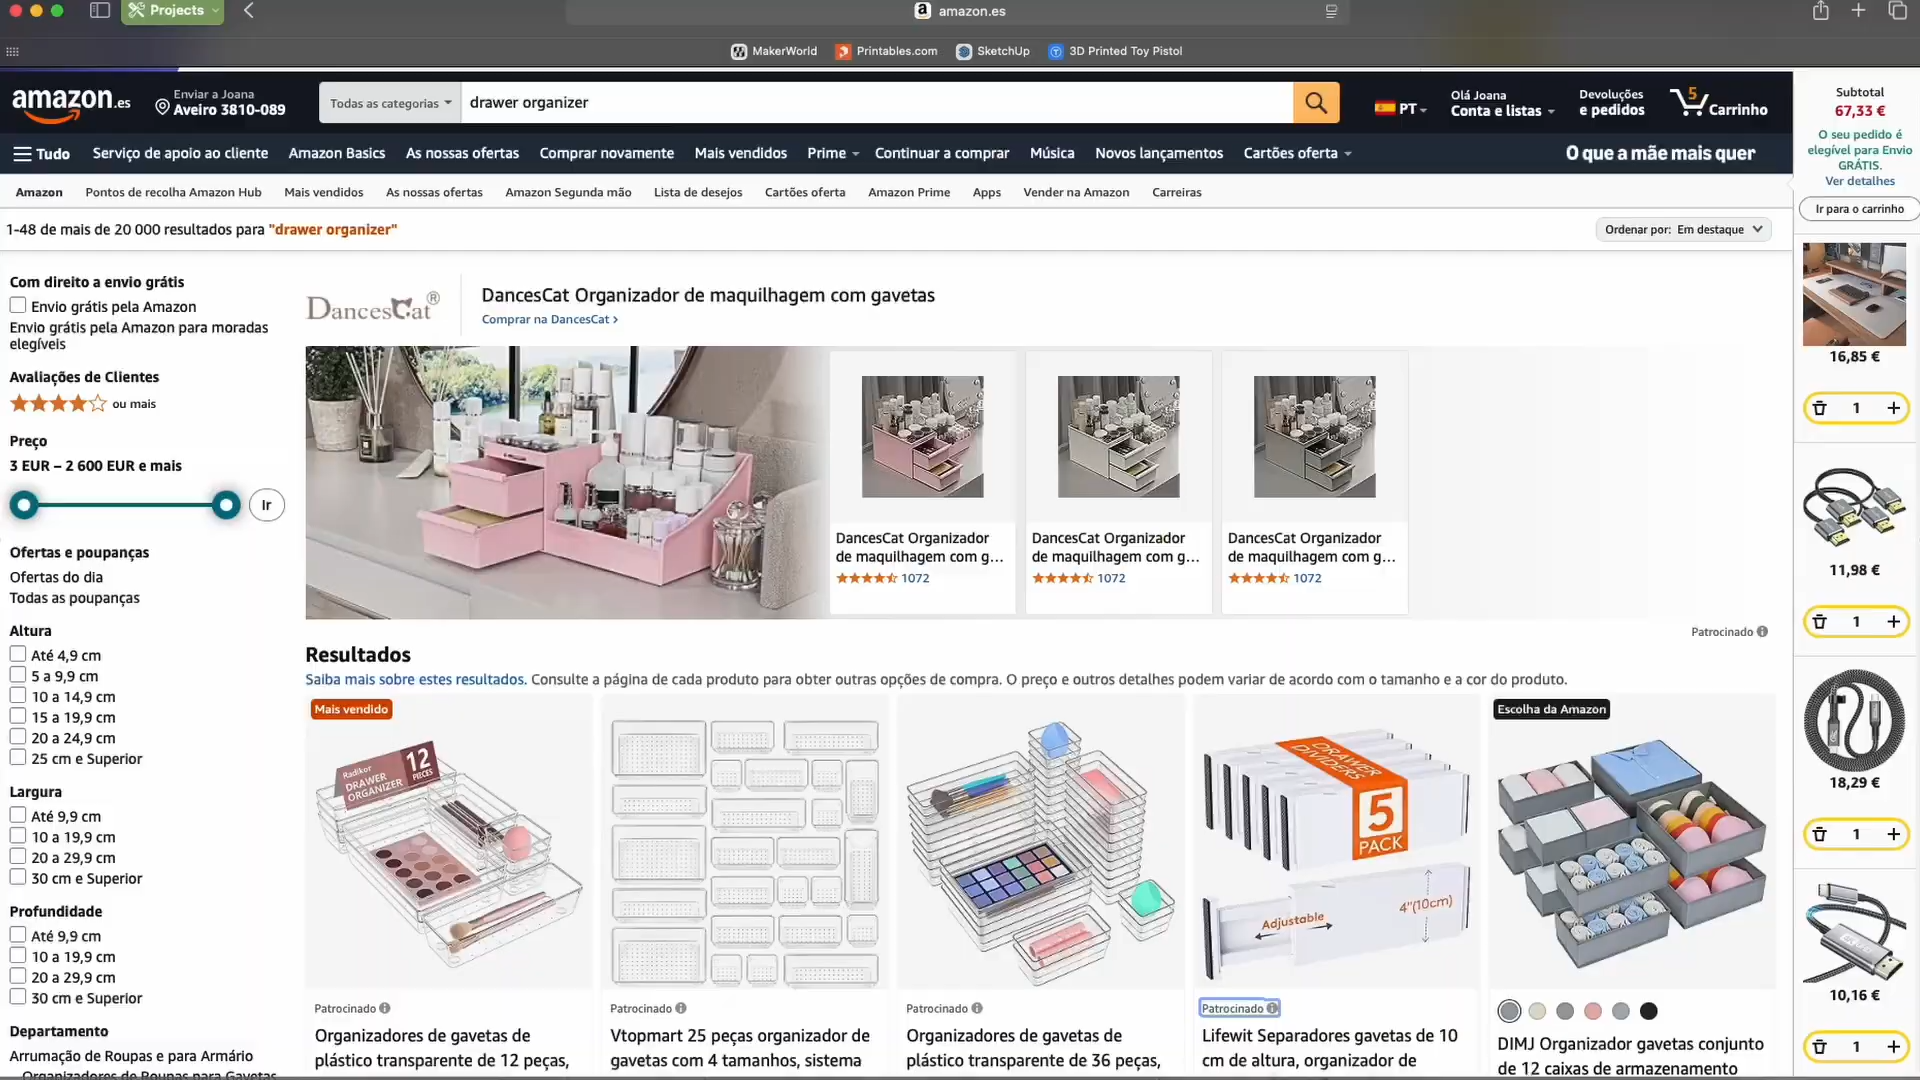 Projects
amazon.es
MakerWorld
Printables.com
SketchUp
3D Printed Toy Pistol
amazon.es
Enviar a Joana
Aveiro 3810-089
Todas as categorias
drawer organizer
PT
Olá Joana
Conta e listas
Devoluções
e pedidos
5
Carrinho
Tudo
Serviço de apoio ao cliente
Amazon Basics
As nossas ofertas
Comprar novamente
Mais vendidos
Prime
Continuar a comprar
Música
Novos lançamentos
Cartões oferta
O que a mãe mais quer
Amazon
Pontos de recolha Amazon Hub
Mais vendidos
As nossas ofertas
Amazon Segunda mão
Lista de desejos
Cartões oferta
Amazon Prime
Apps
Vender na Amazon
Carreiras
1-48 de mais de 20 000 resultados para "drawer organizer"
Ordenar por: Em destaque
Com direito a envio grátis
Envio grátis pela Amazon
Envio grátis pela Amazon para moradas
elegíveis
Avaliações de Clientes
ou mais
Preço
3 EUR – 2 600 EUR e mais
Ir
Ofertas e poupanças
Ofertas do dia
Todas as poupanças
Altura
Até 4,9 cm
5 a 9,9 cm
10 a 14,9 cm
15 a 19,9 cm
20 a 24,9 cm
25 cm e Superior
Largura
Até 9,9 cm
10 a 19,9 cm
20 a 29,9 cm
30 cm e Superior
Profundidade
Até 9,9 cm
10 a 19,9 cm
20 a 29,9 cm
30 cm e Superior
Departamento
Arrumação de Roupas e para Armário
Organizadores de Roupas para Gavetas
DancesCat®
DancesCat Organizador de maquilhagem com gavetas
Comprar na DancesCat ›
DancesCat Organizador
de maquilhagem com g...
1072
DancesCat Organizador
de maquilhagem com g...
1072
DancesCat Organizador
de maquilhagem com g...
1072
Patrocinado
Resultados
Saiba mais sobre estes resultados. Consulte a página de cada produto para obter outras opções de compra. O preço e outros detalhes podem variar de acordo com o tamanho e a cor do produto.
Mais vendido
Radikor
DRAWER
ORGANIZER
12
PIECES
Patrocinado
Organizadores de gavetas de
plástico transparente de 12 peças,
Patrocinado
Vtopmart 25 peças organizador de
gavetas com 4 tamanhos, sistema
Patrocinado
Organizadores de gavetas de
plástico transparente de 36 peças,
DRAWER
DIVIDERS
5
PACK
Adjustable
4"(10cm)
Patrocinado
Lifewit Separadores gavetas de 10
cm de altura, organizador de
Escolha da Amazon
DIMJ Organizador gavetas conjunto
de 12 caixas de armazenamento
Subtotal
67,33 €
O seu pedido é
elegível para Envio
GRÁTIS.
Ver detalhes
Ir para o carrinho
16,85 €
1
11,98 €
1
18,29 €
1
10,16 €
1